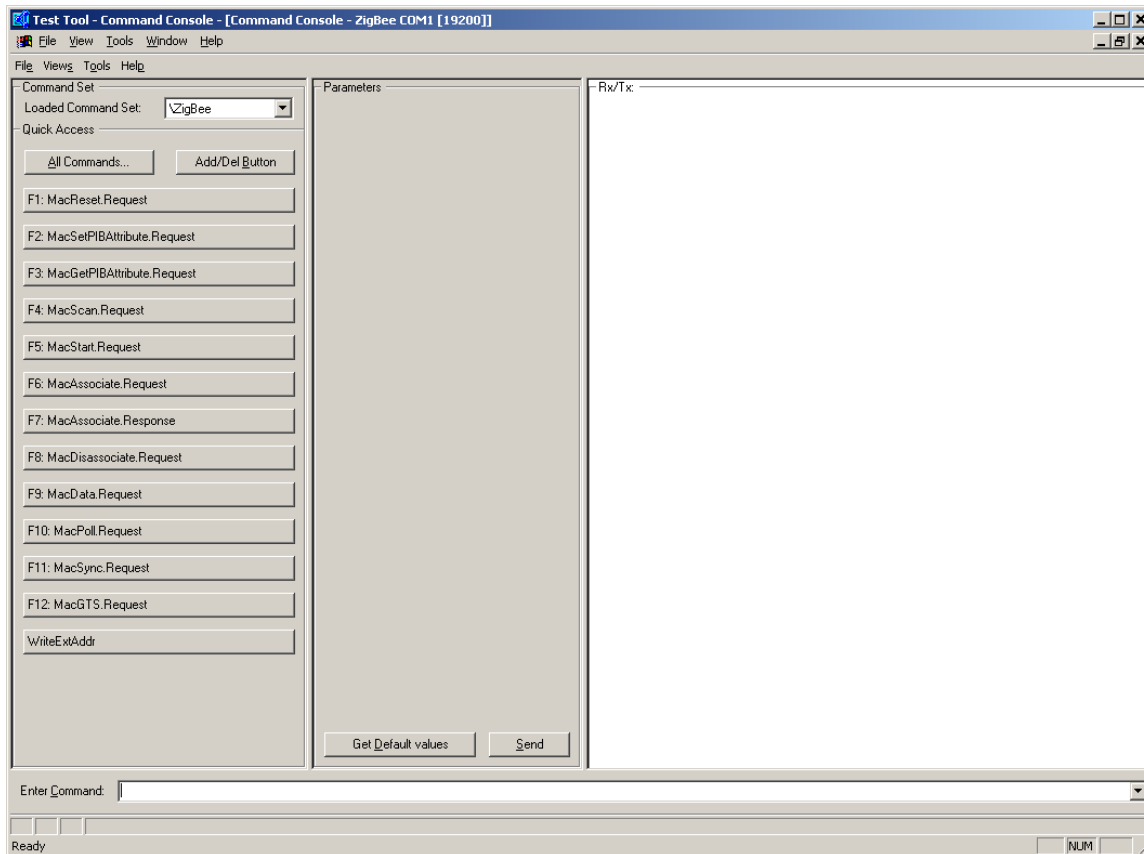 Test Tool - Command Console - [Command Console - ZigBee COM1 [19200]]
File View Tools Window Help
File Views Tools Help
Command Set
Loaded Command Set: \ZigBee
Quick Access
All Commands... Add/Del Button
F1: MacReset.Request
F2: MacSetPIBAttribute.Request
F3: MacGetPIBAttribute.Request
F4: MacScan.Request
F5: MacStart.Request
F6: MacAssociate.Request
F7: MacAssociate.Response
F8: MacDisassociate.Request
F9: MacData.Request
F10: MacPoll.Request
F11: MacSync.Request
F12: MacGTS.Request
WriteExtAddr
Parameters
Get Default values Send
Rx/Tx:
Enter Command:
Ready NUM